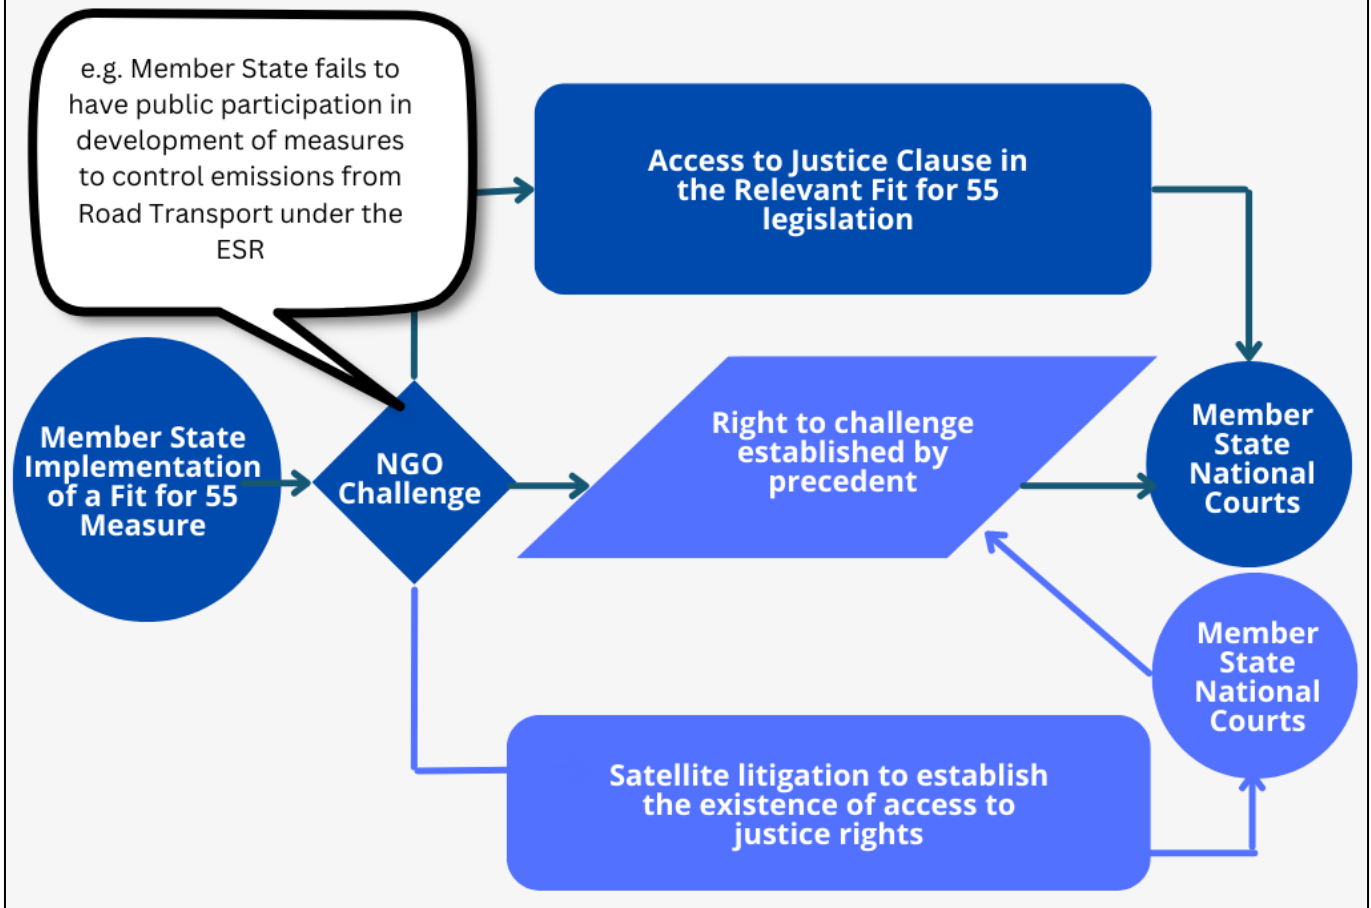 e.g. Member State fails to
have public participation in
development of measures
to control emissions from
Road Transport under the
ESR
Access to Justice Clause in
the Relevant Fit for 55
legislation
Member State
Implementation
of a Fit for 55
Measure
NGO
Challenge
Right to challenge
established by
precedent
Member
State
National
Courts
Member
State
National
Courts
Satellite litigation to establish
the existence of access to
justice rights